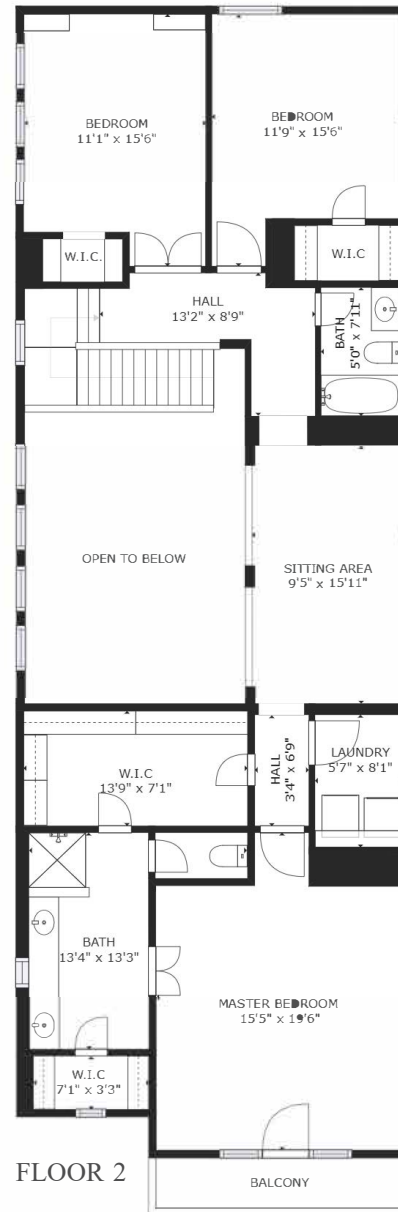 BEDROOM
11'1" x 15'6"
BEDROOM
11'9" x 15'6"
W.I.C.
W.I.C
HALL
13'2" x 8'9"
BATH
5'0" x 7'11"
OPEN TO BELOW
SITTING AREA
9'5" x 15'11"
W.I.C
13'9" x 7'1"
HALL
3'4" x 6'9"
LAUNDRY
5'7" x 8'1"
BATH
13'4" x 13'3"
MASTER BEDROOM
15'5" x 19'6"
W.I.C
7'1" x 3'3"
FLOOR 2
BALCONY